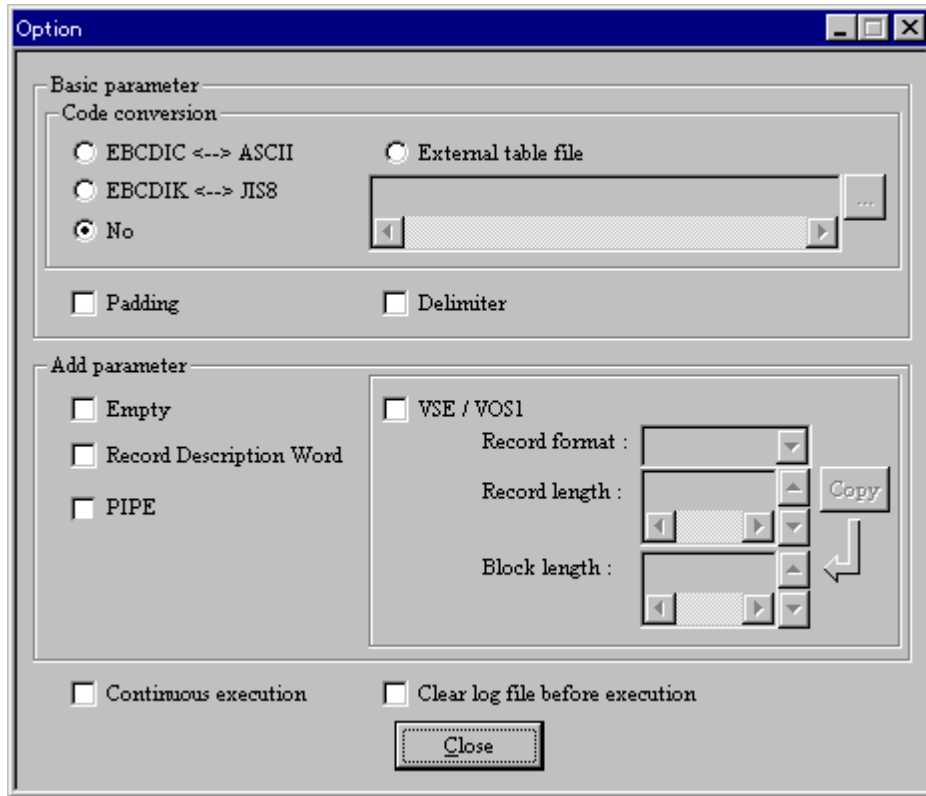 Option
Basic parameter
Code conversion
EBCDIC <--> ASCII
External table file
EBCDIK <--> JIS8
...
No
Padding
Delimiter
Add parameter
Empty
VSE / VOS1
Record format :
Record Description Word
Record length :
Copy
PIPE
Block length :
Continuous execution
Clear log file before execution
Close